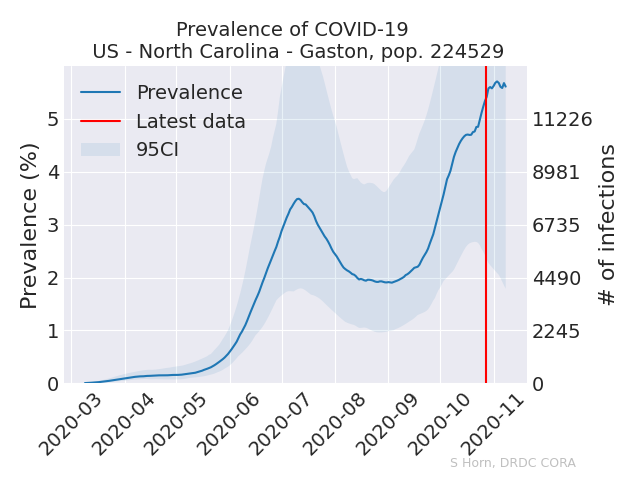 Prevalence of COVID-19
US - North Carolina - Gaston, pop. 224529
Prevalence
Latest data
95CI
Prevalence (%)
5
4
3
2
1
0
11226
8981
6735
4490
2245
0
# of infections
2020-03
2020-04
2020-05
2020-06
2020-07
2020-08
2020-09
2020-10
2020-11
S Horn, DRDC CORA